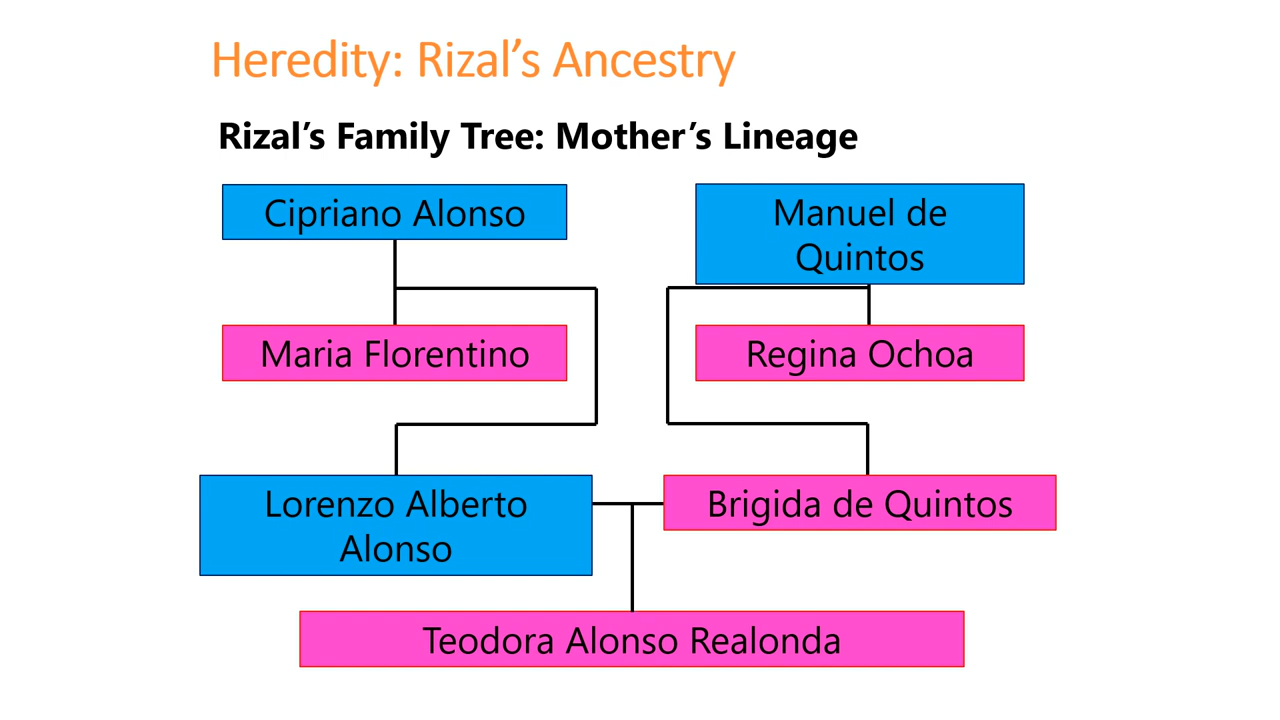 Heredity: Rizal’s Ancestry
Rizal’s Family Tree: Mother’s Lineage
Cipriano Alonso
Manuel de
Quintos
Maria Florentino
Regina Ochoa
Lorenzo Alberto
Alonso
Brigida de Quintos
Teodora Alonso Realonda